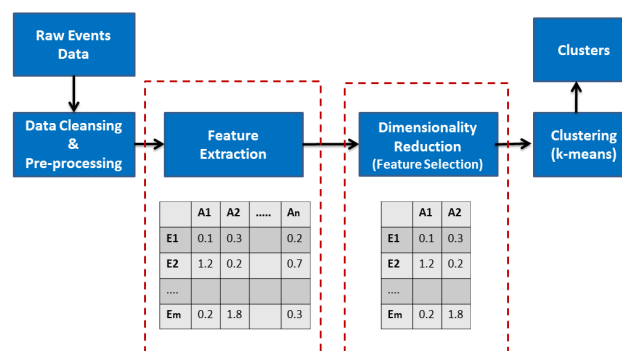 Raw Events
Data
Clusters
Data Cleansing
&
Pre-processing
Feature
Extraction
Dimensionality
Reduction
(Feature Selection)
Clustering
(k-means)
A1 A2 ..... An
E1 0.1 0.3 0.2
E2 1.2 0.2 0.7
....
Em 0.2 1.8 0.3
A1 A2
E1 0.1 0.3
E2 1.2 0.2
....
Em 0.2 1.8